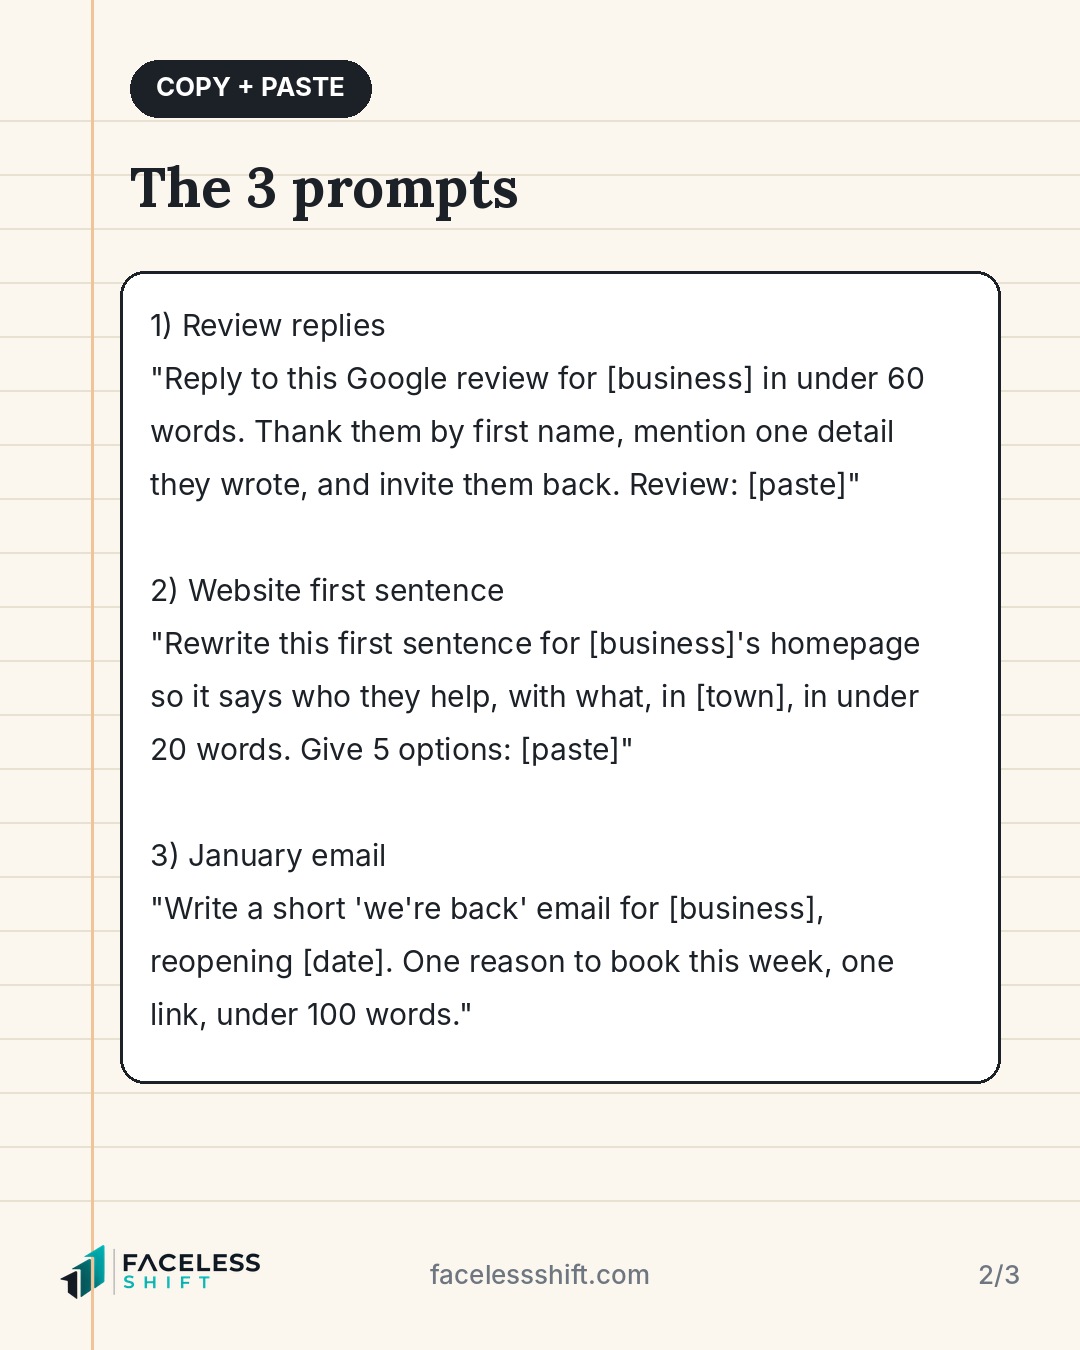 COPY + PASTE
The 3 prompts
1) Review replies
"Reply to this Google review for [business] in under 60
words. Thank them by first name, mention one detail
they wrote, and invite them back. Review: [paste]"
2) Website first sentence
"Rewrite this first sentence for [business]'s homepage
so it says who they help, with what, in [town], in under
20 words. Give 5 options: [paste]"
3) January email
"Write a short 'we're back' email for [business],
reopening [date]. One reason to book this week, one
link, under 100 words."
FACELESS
SHIFT
facelessshift.com
2/3